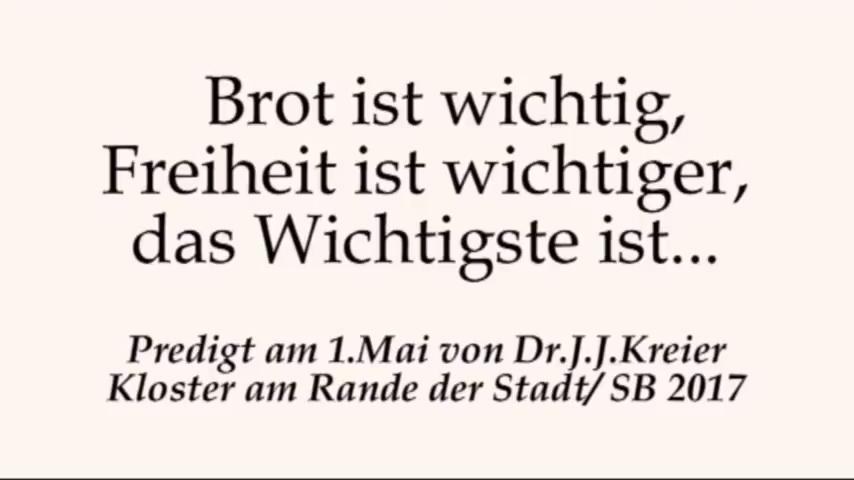 Brot ist wichtig,
Freiheit ist wichtiger,
das Wichtigste ist...
Predigt am 1.Mai von Dr.J.J.Kreier
Kloster am Rande der Stadt/ SB 2017